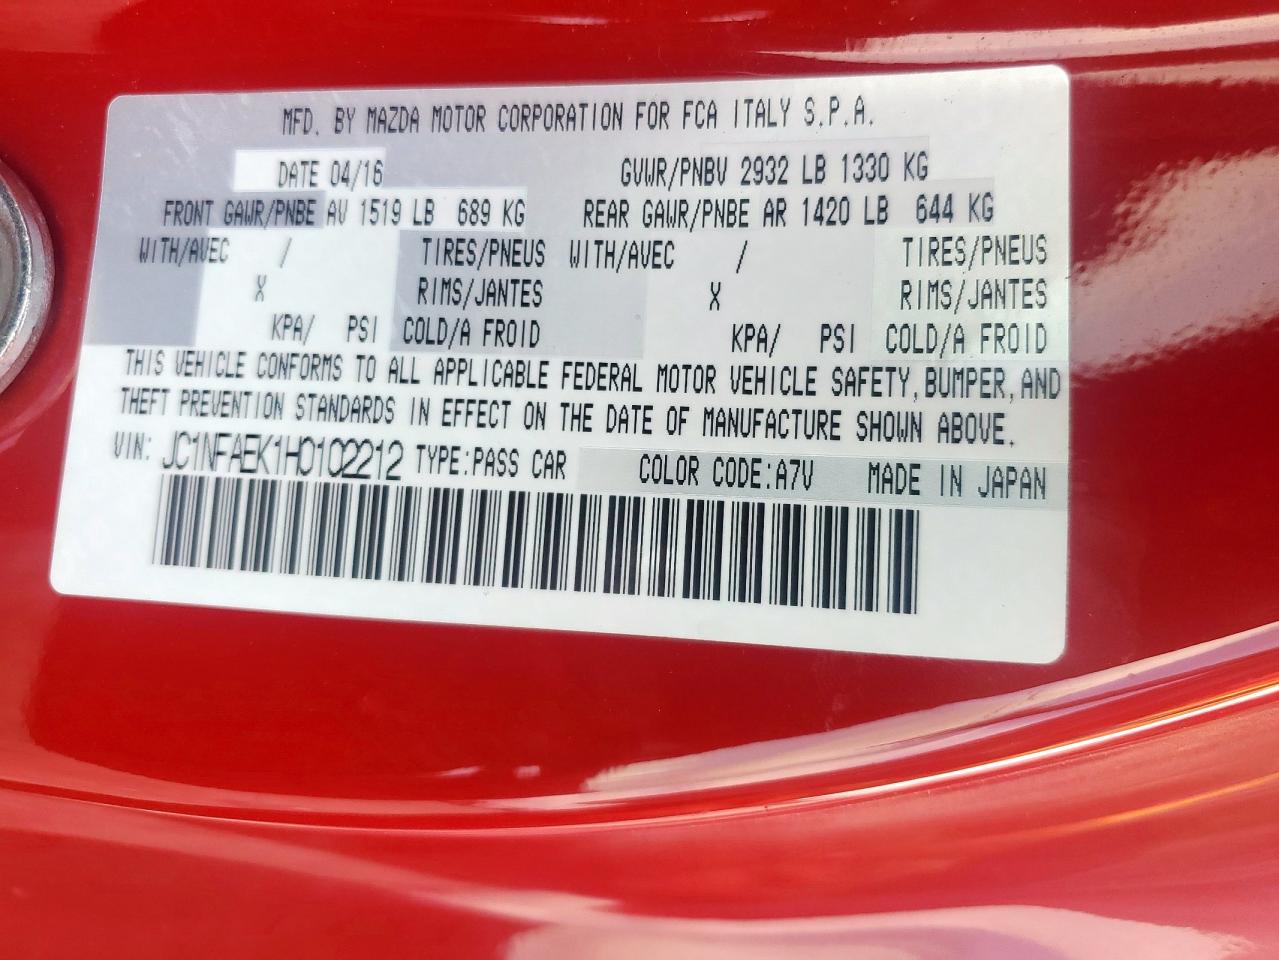 MFD. BY MAZDA MOTOR CORPORATION FOR FCA ITALY S.P.A.
DATE 04/16 GVWR/PNBV 2932 LB 1330 KG
FRONT GAWR/PNBE AV 1519 LB 689 KG REAR GAWR/PNBE AR 1420 LB 644 KG
WITH/AVEC / TIRES/PNEUS WITH/AVEC / TIRES/PNEUS
X RIMS/JANTES X RIMS/JANTES
KPA/ PSI COLD/A FROID KPA/ PSI COLD/A FROID
THIS VEHICLE CONFORMS TO ALL APPLICABLE FEDERAL MOTOR VEHICLE SAFETY, BUMPER, AND
THEFT PREVENTION STANDARDS IN EFFECT ON THE DATE OF MANUFACTURE SHOWN ABOVE.
VIN: JC1NFAEK1H0102212 TYPE:PASS CAR COLOR CODE:A7V MADE IN JAPAN